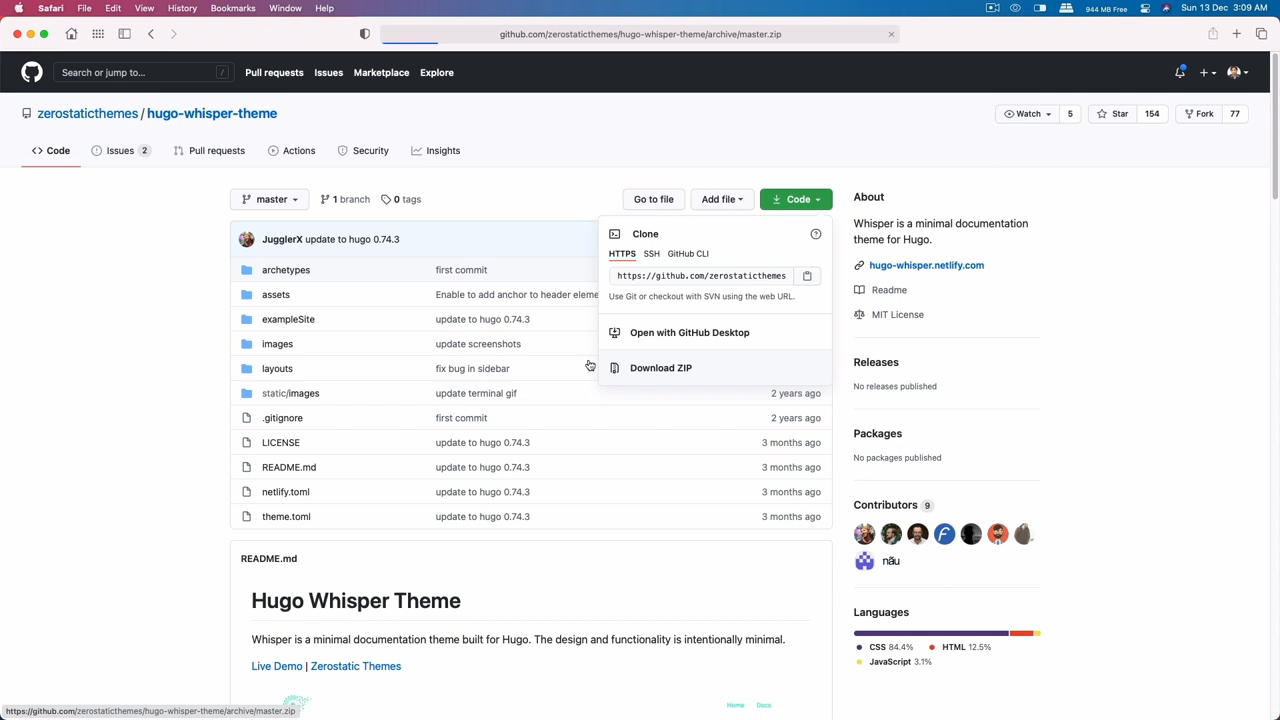 Safari File Edit View History Bookmarks Window Help 944 MB Free Sun 13 Dec 3:09 AM
github.com/zerostaticthemes/hugo-whisper-theme/archive/master.zip
Search or jump to... / Pull requests Issues Marketplace Explore
zerostaticthemes / hugo-whisper-theme Watch 5 Star 154 Fork 77
Code Issues 2 Pull requests Actions Security Insights
master 1 branch 0 tags Go to file Add file Code
JugglerX update to hugo 0.74.3
archetypes first commit
assets Enable to add anchor to header eleme
exampleSite update to hugo 0.74.3
images update screenshots
layouts fix bug in sidebar
static/images update terminal gif 2 years ago
.gitignore first commit 2 years ago
LICENSE update to hugo 0.74.3 3 months ago
README.md update to hugo 0.74.3 3 months ago
netlify.toml update to hugo 0.74.3 3 months ago
theme.toml update to hugo 0.74.3 3 months ago
Clone
HTTPS SSH GitHub CLI
https://github.com/zerostaticthemes
Use Git or checkout with SVN using the web URL.
Open with GitHub Desktop
Download ZIP
README.md
Hugo Whisper Theme
Whisper is a minimal documentation theme built for Hugo. The design and functionality is intentionally minimal.
Live Demo | Zerostatic Themes
Home Docs
About
Whisper is a minimal documentation
theme for Hugo.
hugo-whisper.netlify.com
Readme
MIT License
Releases
No releases published
Packages
No packages published
Contributors 9
nấu
Languages
CSS 84.4% HTML 12.5%
JavaScript 3.1%
https://github.com/zerostaticthemes/hugo-whisper-theme/archive/master.zip